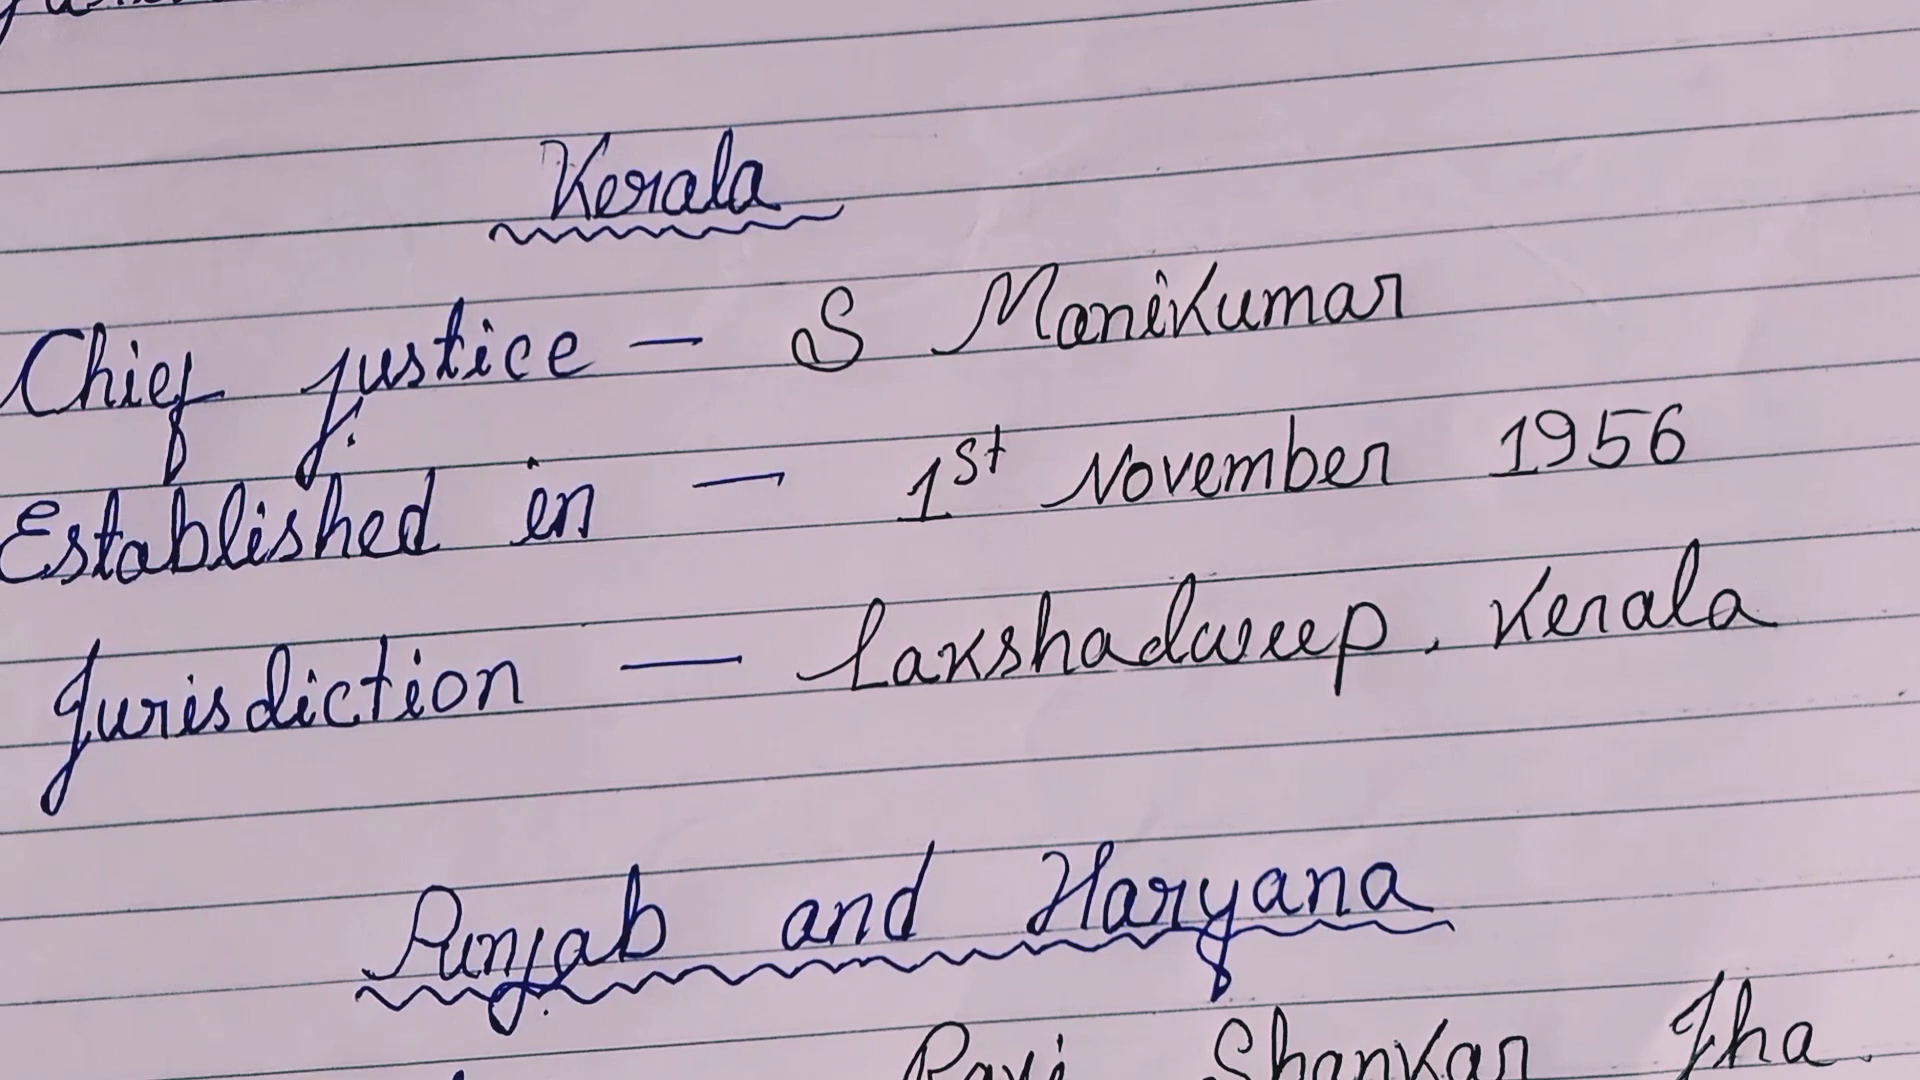 Kerala
Chief justice — S Manikumar
Established in — 1st November 1956
Jurisdiction — Lakshadweep, Kerala
Punjab and Haryana
Ravi Shankar Jha